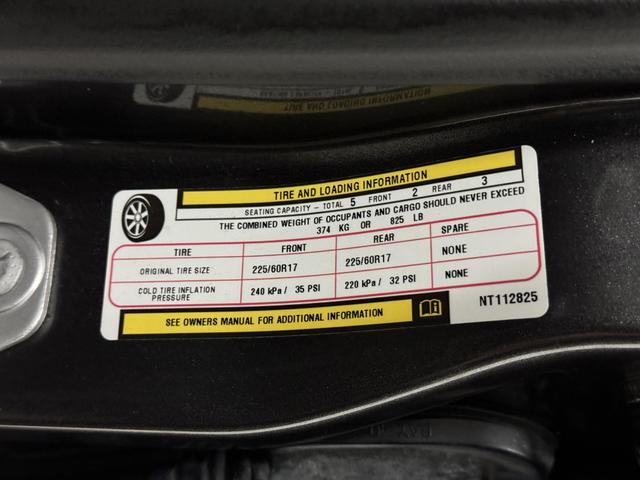 TIRE AND LOADING INFORMATION
SEATING CAPACITY - TOTAL 5 FRONT 2 REAR 3
THE COMBINED WEIGHT OF OCCUPANTS AND CARGO SHOULD NEVER EXCEED
374 KG OR 825 LB
TIRE FRONT REAR SPARE
ORIGINAL TIRE SIZE 225/60R17 225/60R17 NONE
COLD TIRE INFLATION PRESSURE 240 kPa / 35 PSI 220 kPa / 32 PSI NONE
SEE OWNERS MANUAL FOR ADDITIONAL INFORMATION
NT112825